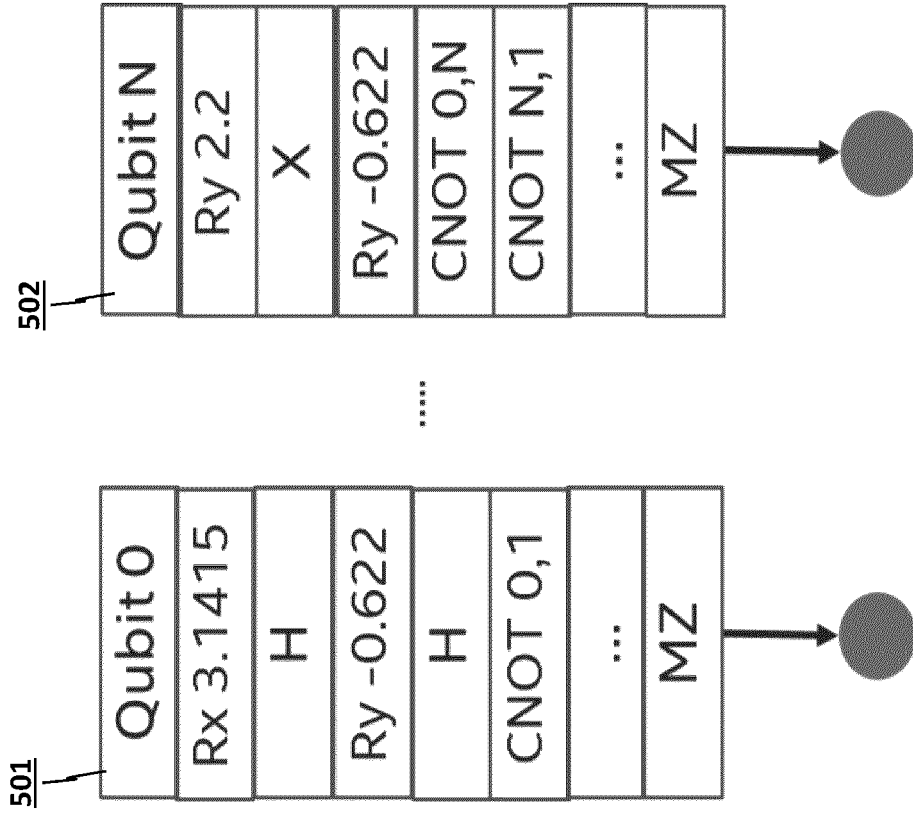 501
Qubit 0
Rx 3.1415
H
Ry -0.622
H
CNOT 0,1
...
MZ
.....
502
Qubit N
Ry 2.2
X
Ry -0.622
CNOT 0,N
CNOT N,1
...
MZ